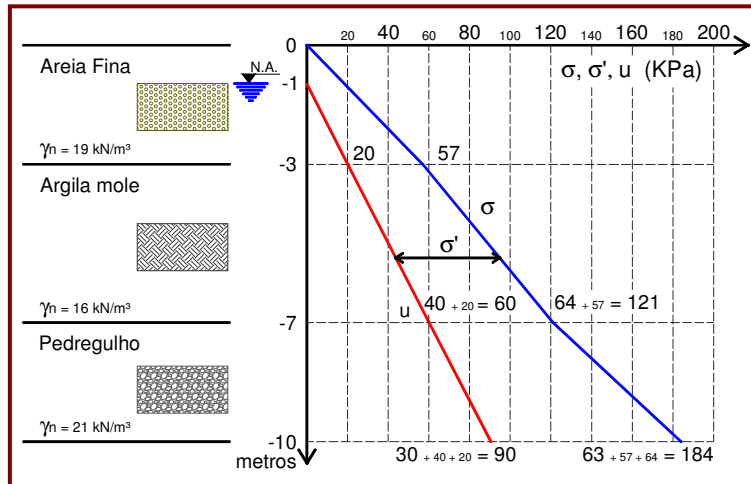 0 20 40 60 80 100 120 140 160 180 200
0
Areia Fina
N.A.
σ, σ', u (KPa)
-1
γn = 19 kN/m³
20
57
-3
Argila mole
σ
σ'
γn = 16 kN/m³
u
40 + 20 = 60
64 + 57 = 121
-7
Pedregulho
γn = 21 kN/m³
-10
metros
30 + 40 + 20 = 90
63 + 57 + 64 = 184